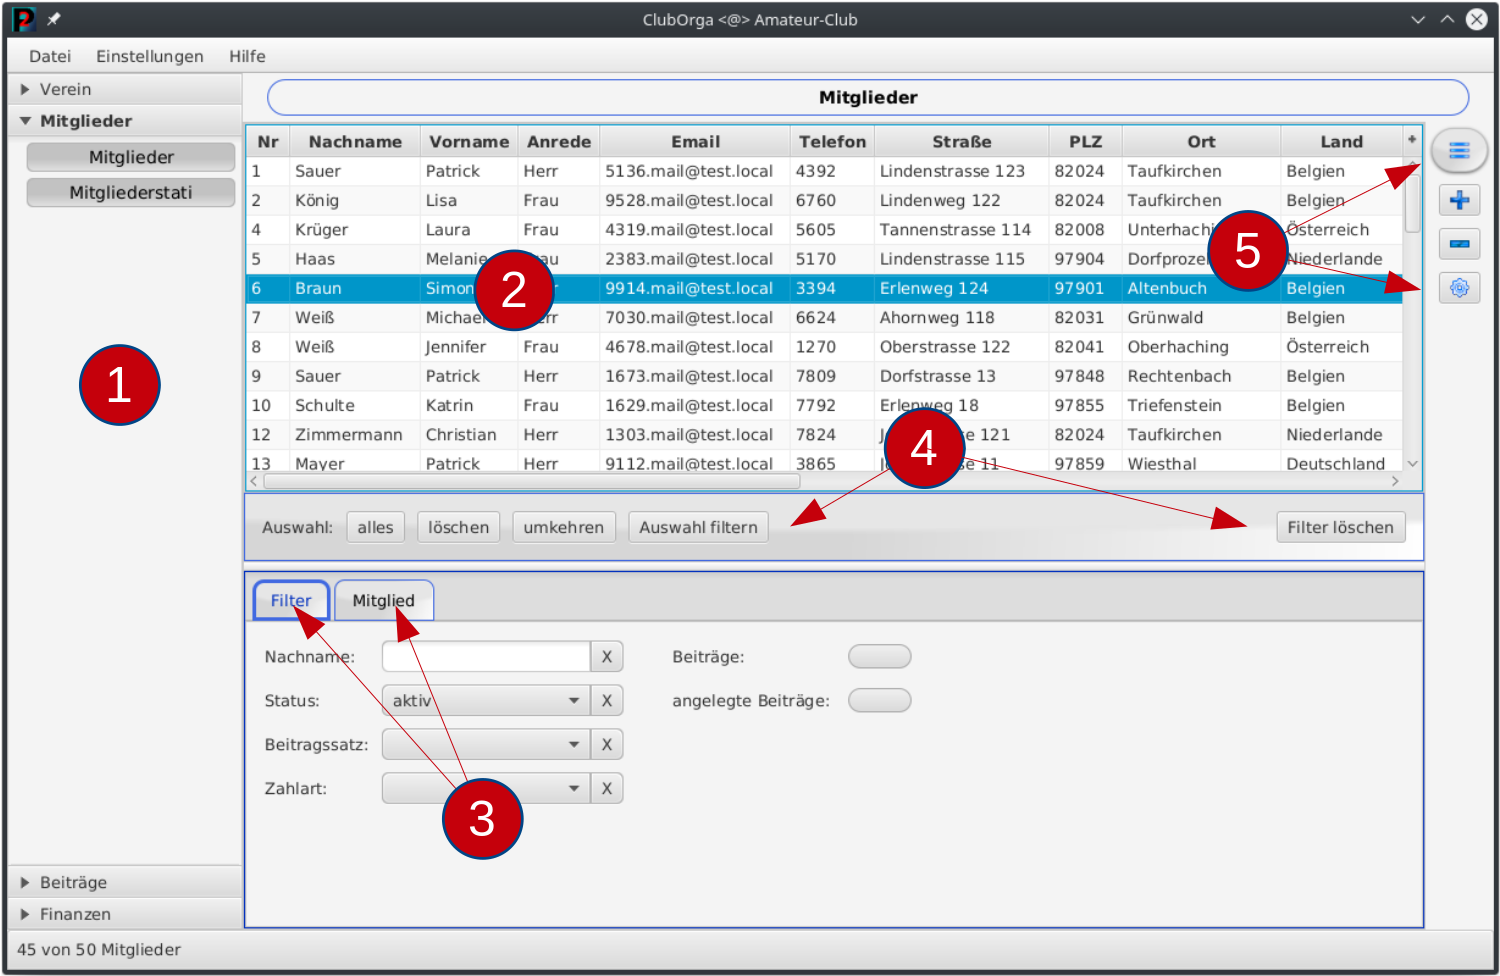 ClubOrga <@> Amateur-Club
Datei Einstellungen Hilfe
Verein
Mitglieder
Mitglieder
Mitgliederstati
1
Mitglieder
Nr Nachname Vorname Anrede Email Telefon Straße PLZ Ort Land +
1 Sauer Patrick Herr 5136.mail@test.local 4392 Lindenstrasse 123 82024 Taufkirchen Belgien
2 König Lisa Frau 9528.mail@test.local 6760 Lindenweg 122 82024 Taufkirchen Belgien
4 Krüger Laura Frau 4319.mail@test.local 5605 Tannenstrasse 114 82008 Unterhachi Österreich
5 Haas Melanie au 2383.mail@test.local 5170 Lindenstrasse 115 97904 Dorfproze Niederlande
6 Braun Simon r 9914.mail@test.local 3394 Erlenweg 124 97901 Altenbuch Belgien
7 Weiß Michae err 7030.mail@test.local 6624 Ahornweg 118 82031 Grünwald Belgien
8 Weiß Jennifer Frau 4678.mail@test.local 1270 Oberstrasse 122 82041 Oberhaching Österreich
9 Sauer Patrick Herr 1673.mail@test.local 7809 Dorfstrasse 13 97848 Rechtenbach Belgien
10 Schulte Katrin Frau 1629.mail@test.local 7792 Erlenweg 18 97855 Triefenstein Belgien
12 Zimmermann Christian Herr 1303.mail@test.local 7824 J e 121 82024 Taufkirchen Niederlande
13 Mayer Patrick Herr 9112.mail@test.local 3865 se 11 97859 Wiesthal Deutschland
2
5
4
Auswahl: alles löschen umkehren Auswahl filtern Filter löschen
Filter Mitglied
Nachname: X Beiträge:
Status: aktiv X angelegte Beiträge:
Beitragssatz: X
Zahlart: X
3
Beiträge
Finanzen
45 von 50 Mitglieder